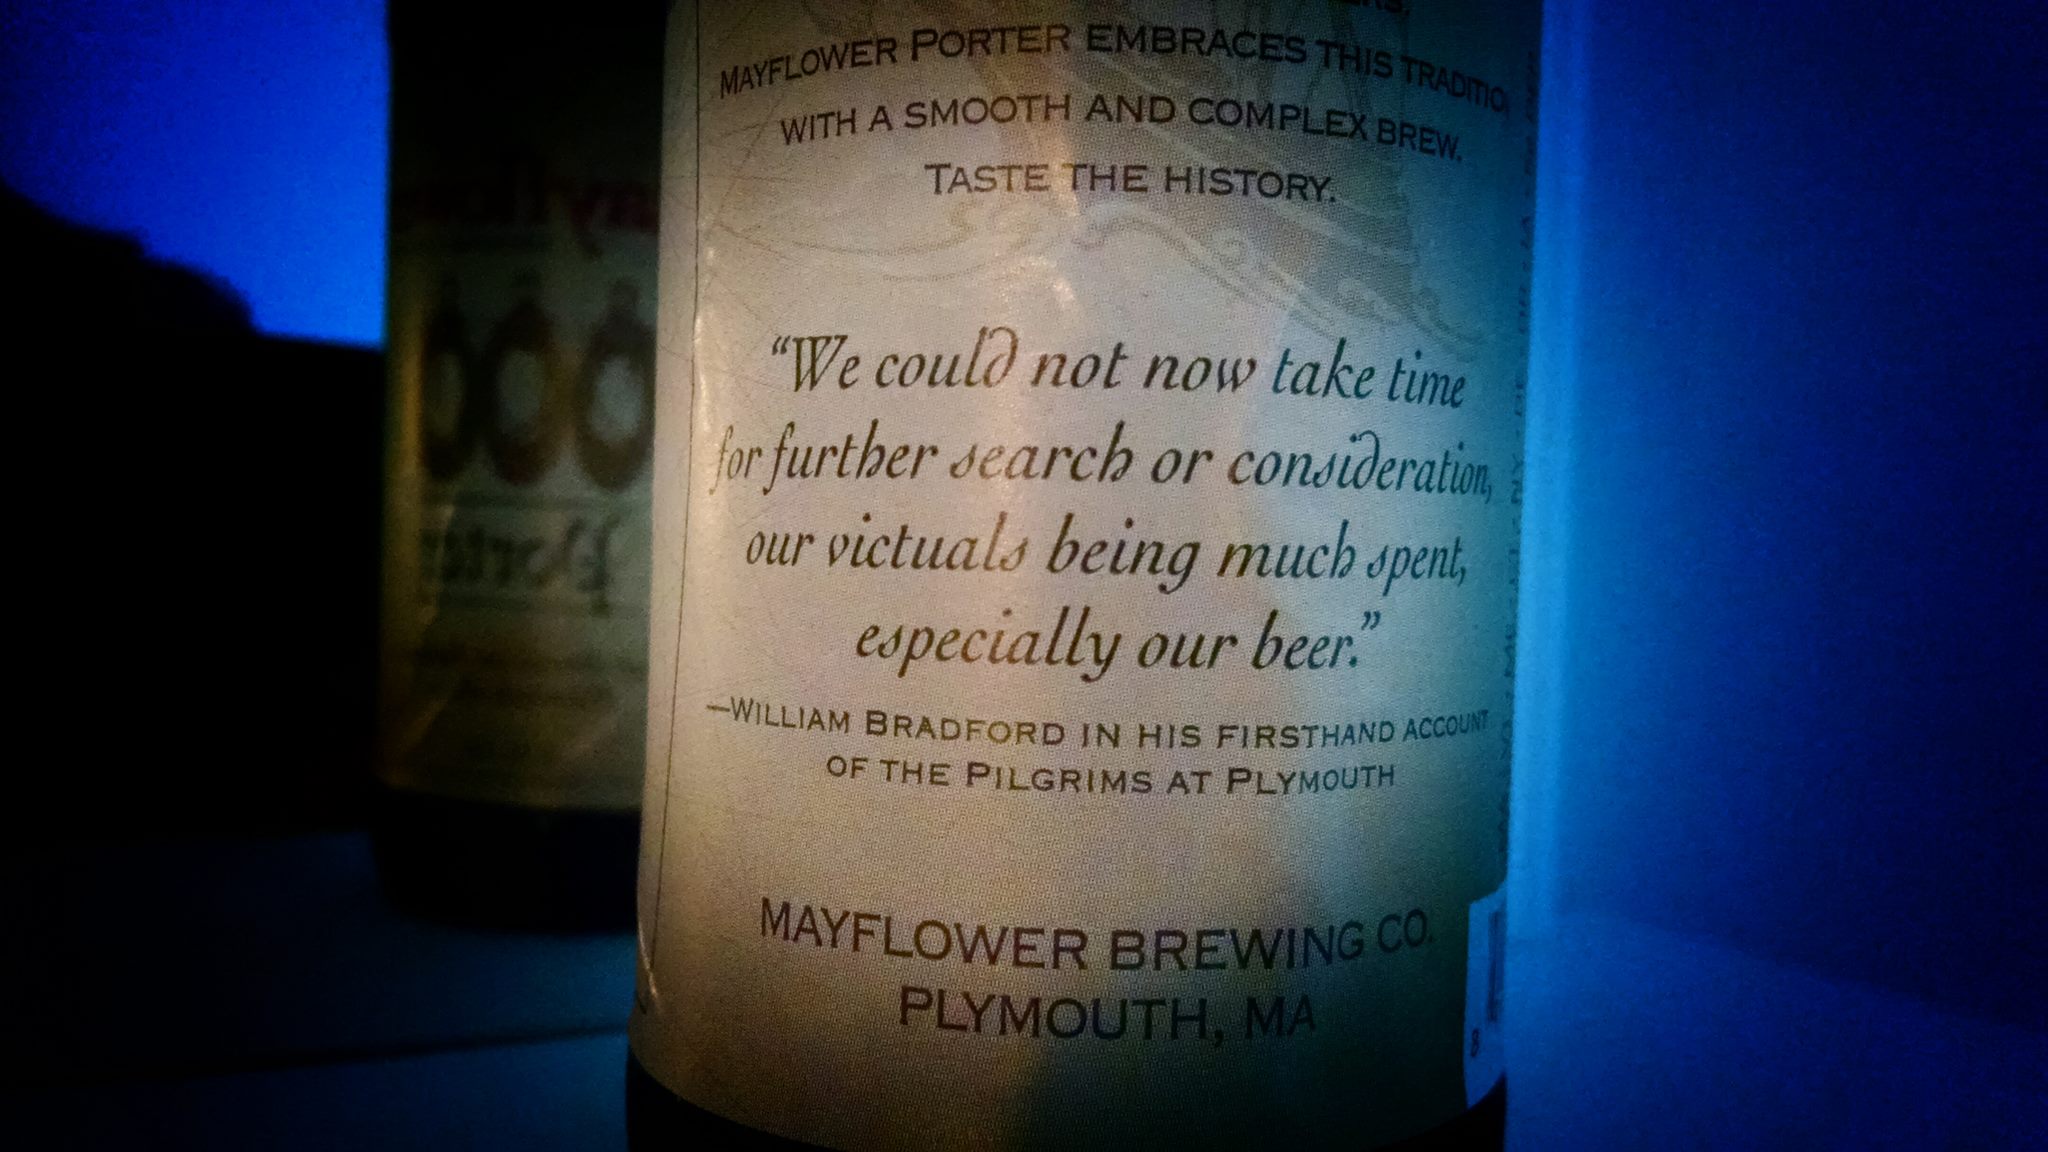 MAYFLOWER PORTER EMBRACES THIS TRADITIO
WITH A SMOOTH AND COMPLEX BREW.
TASTE THE HISTORY.
“We could not now take time
for further search or consideration,
our victuals being much spent,
especially our beer.”
—WILLIAM BRADFORD IN HIS FIRSTHAND ACCOUNT
OF THE PILGRIMS AT PLYMOUTH
MAYFLOWER BREWING CO.
PLYMOUTH, MA
8